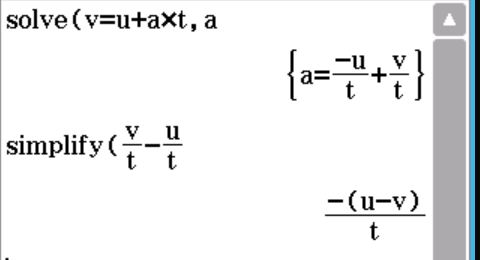 solve(v=u+a×t,a
{a=-u/t+v/t}
simplify(v/t-u/t
-(u-v)/t